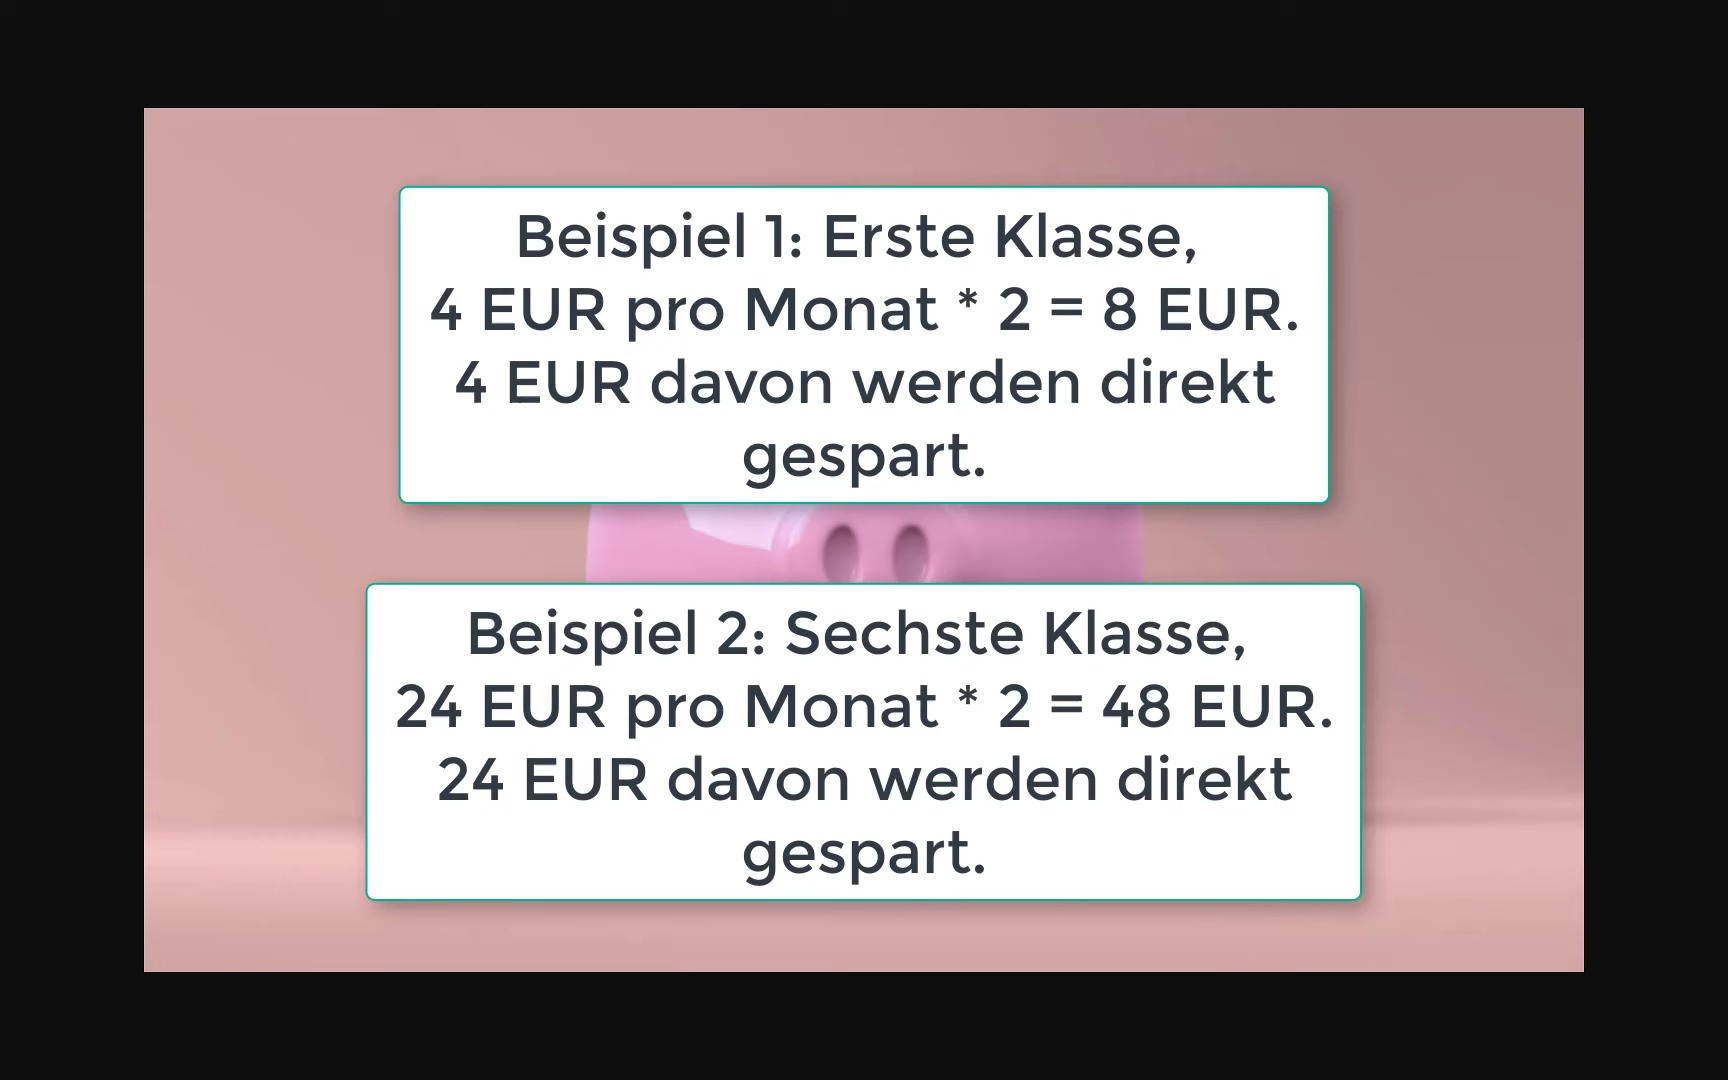 Beispiel 1: Erste Klasse,
4 EUR pro Monat * 2 = 8 EUR.
4 EUR davon werden direkt
gespart.
Beispiel 2: Sechste Klasse,
24 EUR pro Monat * 2 = 48 EUR.
24 EUR davon werden direkt
gespart.